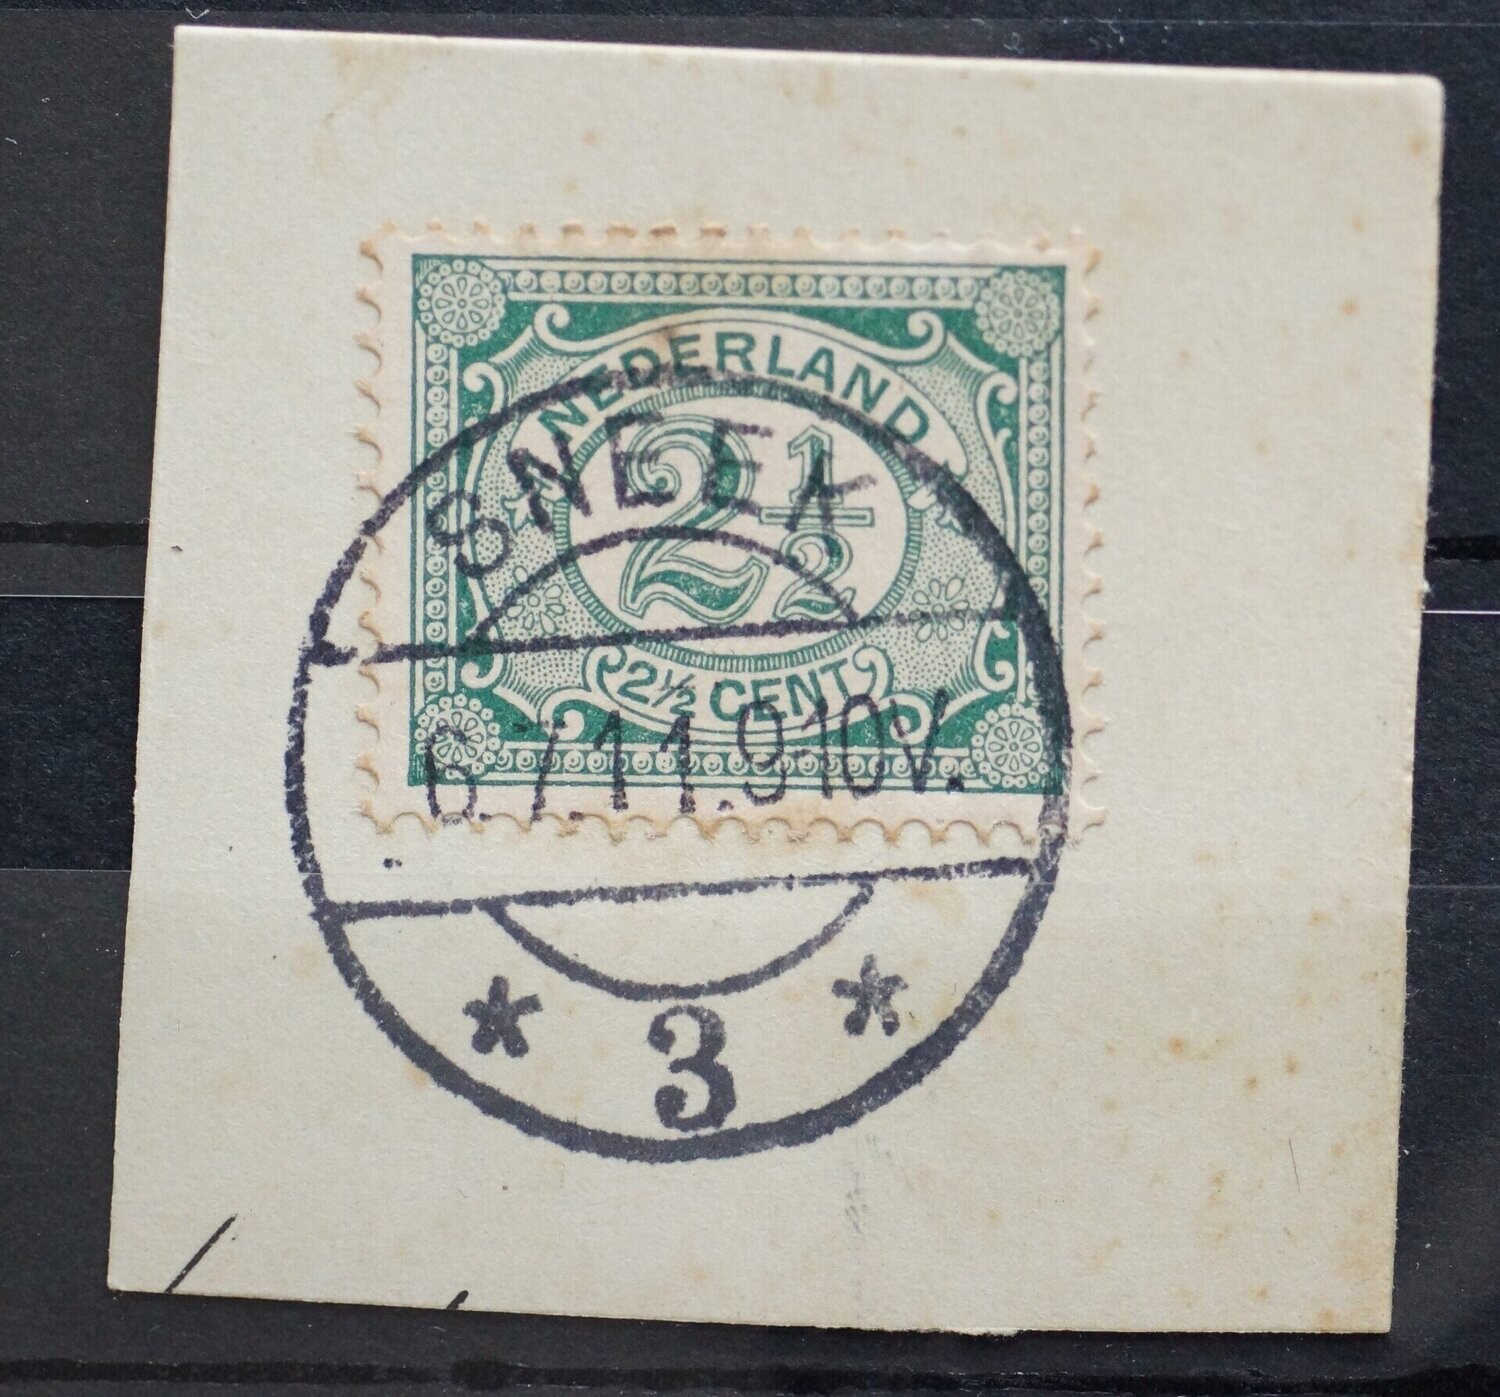 NEDERLAND
2½
2½ CENT
SNEEK
6.7.11.9-10V.
* 3 *